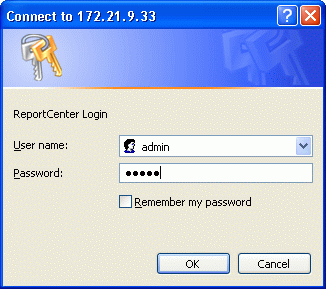 Connect to 172.21.9.33
ReportCenter Login
User name: admin
Password: •••••
Remember my password
OK Cancel